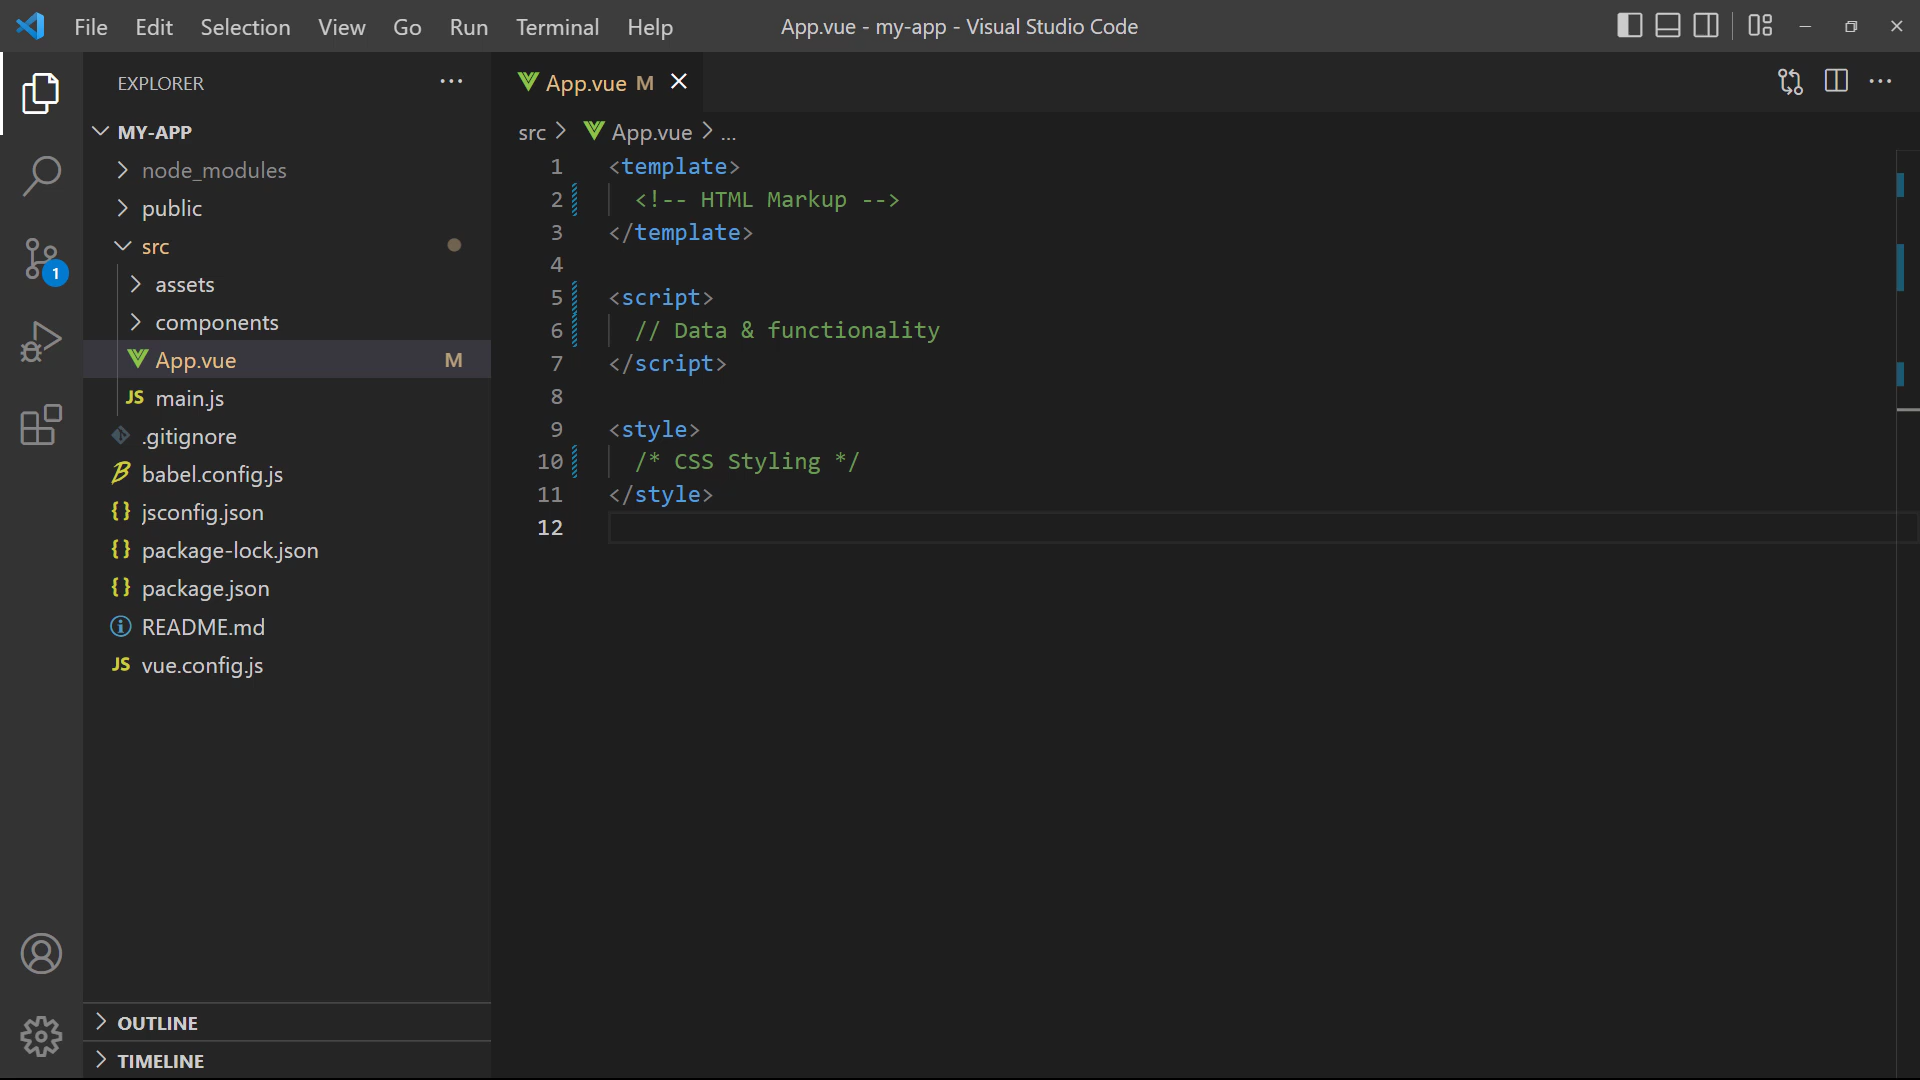 File Edit Selection View Go Run Terminal Help
App.vue - my-app - Visual Studio Code
EXPLORER
MY-APP
node_modules
public
src
assets
components
App.vue M
JS main.js
.gitignore
babel.config.js
{} jsconfig.json
{} package-lock.json
{} package.json
README.md
JS vue.config.js
OUTLINE
TIMELINE
1
App.vue M
src > App.vue > ...
1 <template>
2 <!-- HTML Markup -->
3 </template>
4
5 <script>
6 // Data & functionality
7 </script>
8
9 <style>
10 /* CSS Styling */
11 </style>
12